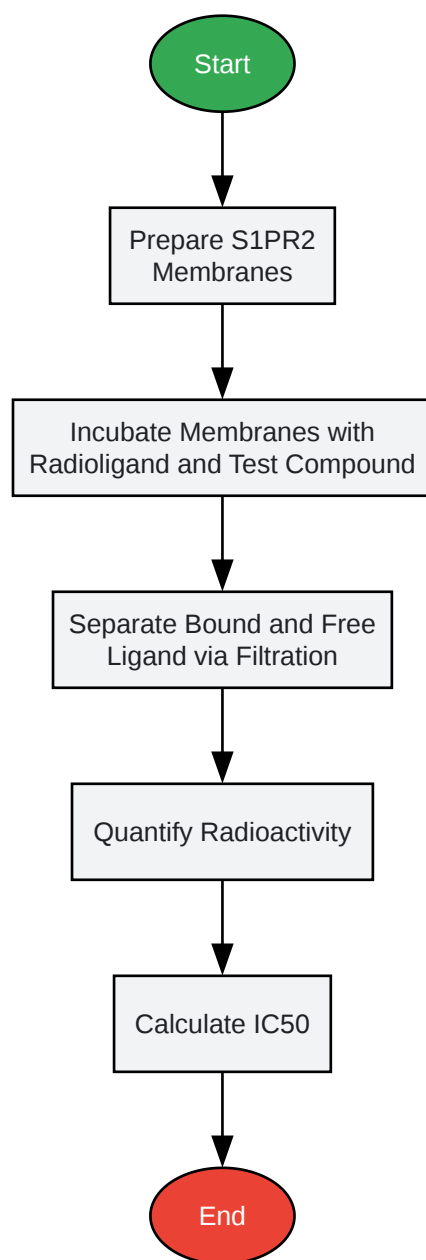 Start
Prepare S1PR2
Membranes
Incubate Membranes with
Radioligand and Test Compound
Separate Bound and Free
Ligand via Filtration
Quantify Radioactivity
Calculate IC50
End